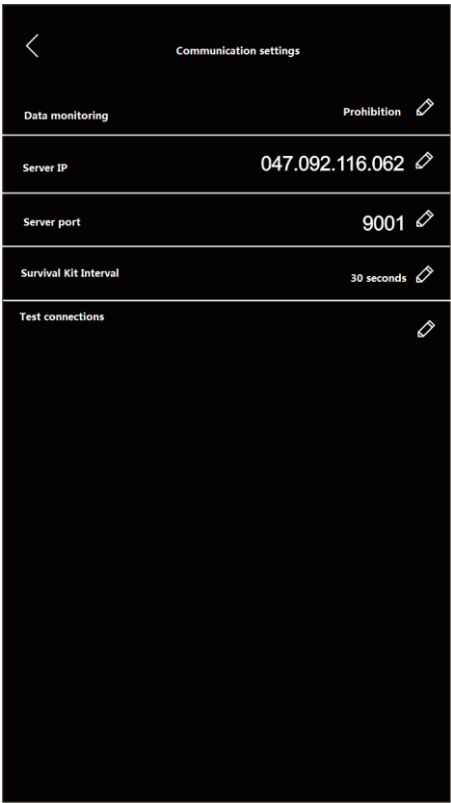 Communication settings
Data monitoring Prohibition
Server IP 047.092.116.062
Server port 9001
Survival Kit Interval 30 seconds
Test connections